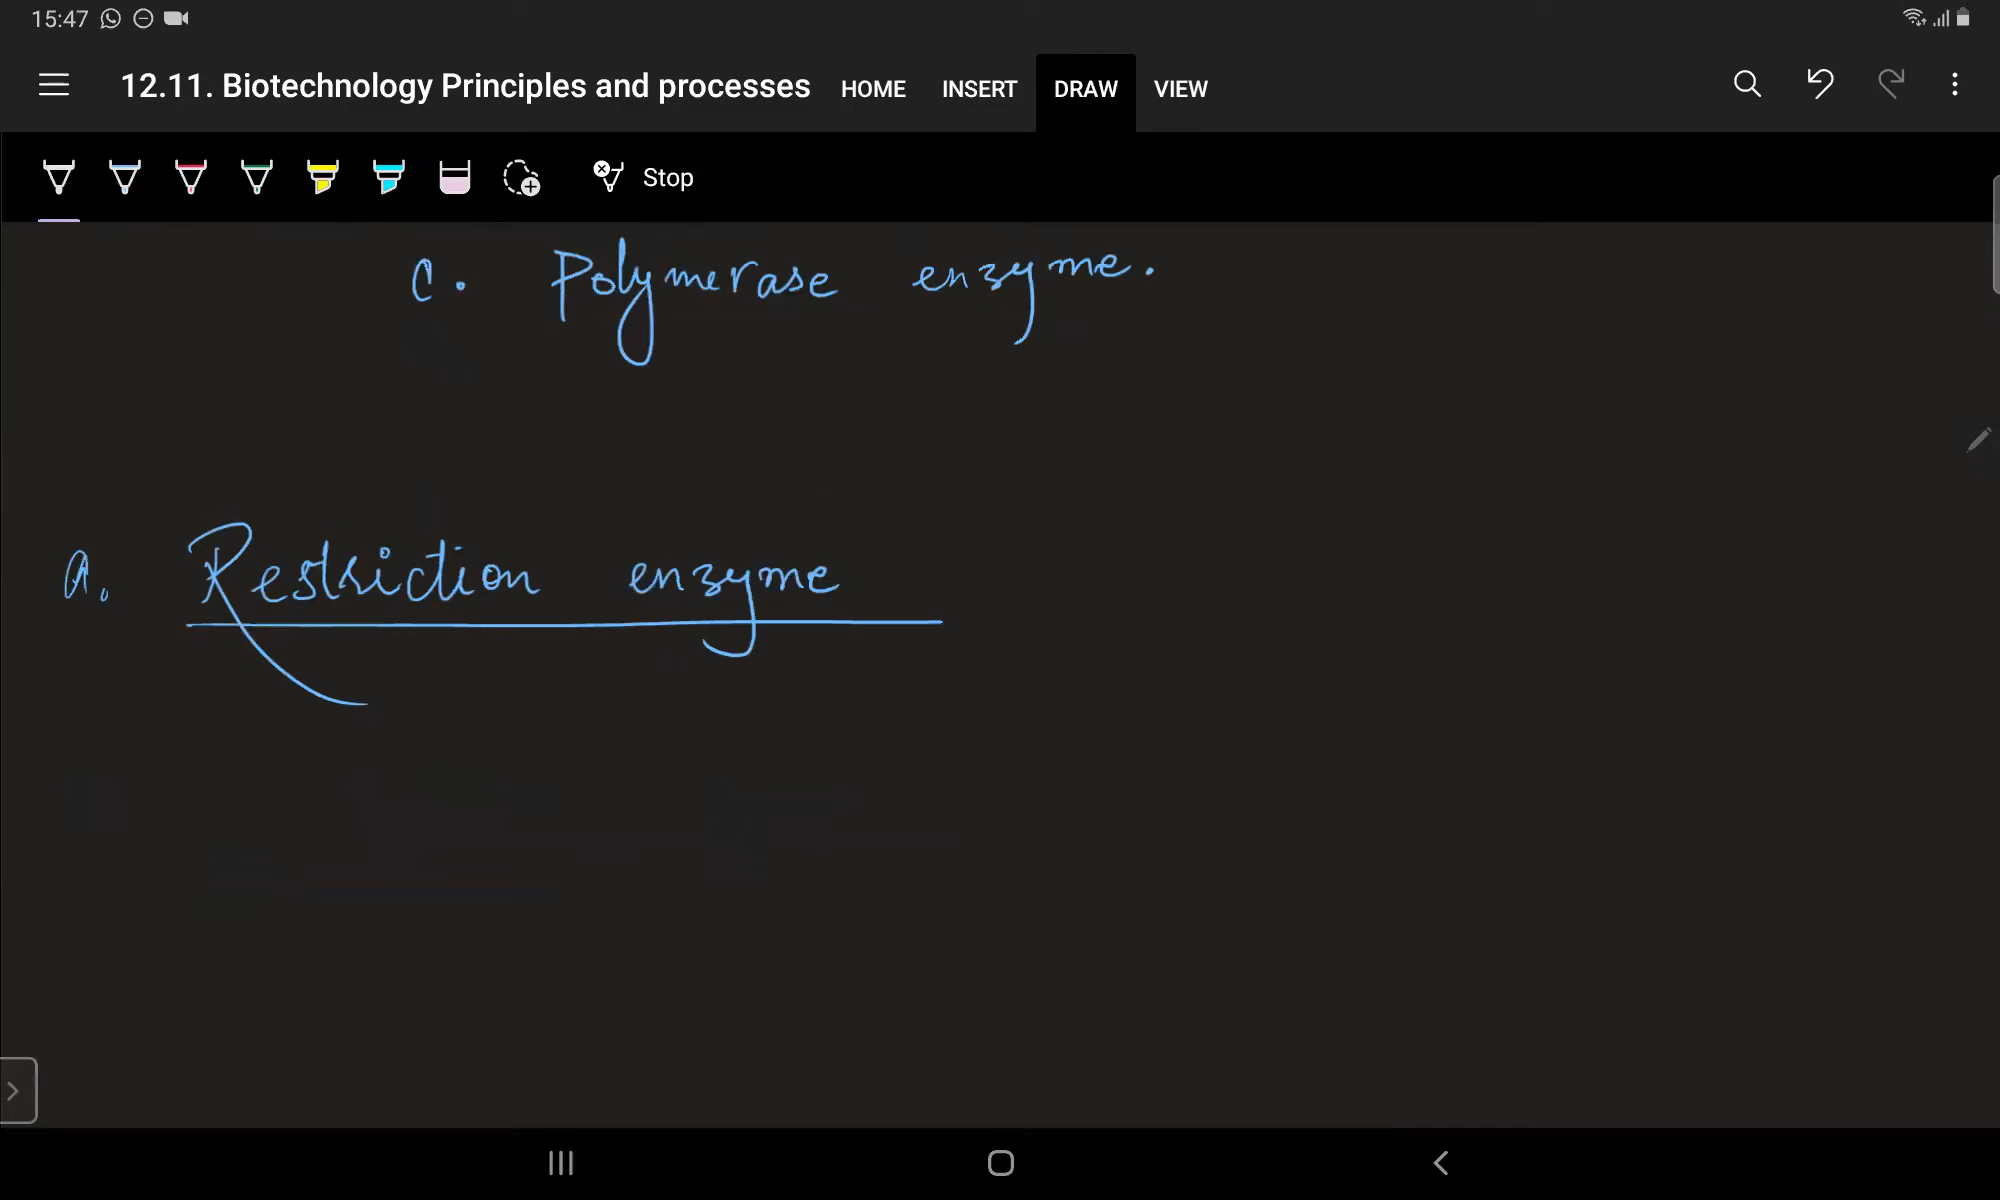 15:47
12.11. Biotechnology Principles and processes HOME INSERT DRAW VIEW
Stop
C. Polymerase enzyme.
A. Restriction enzyme